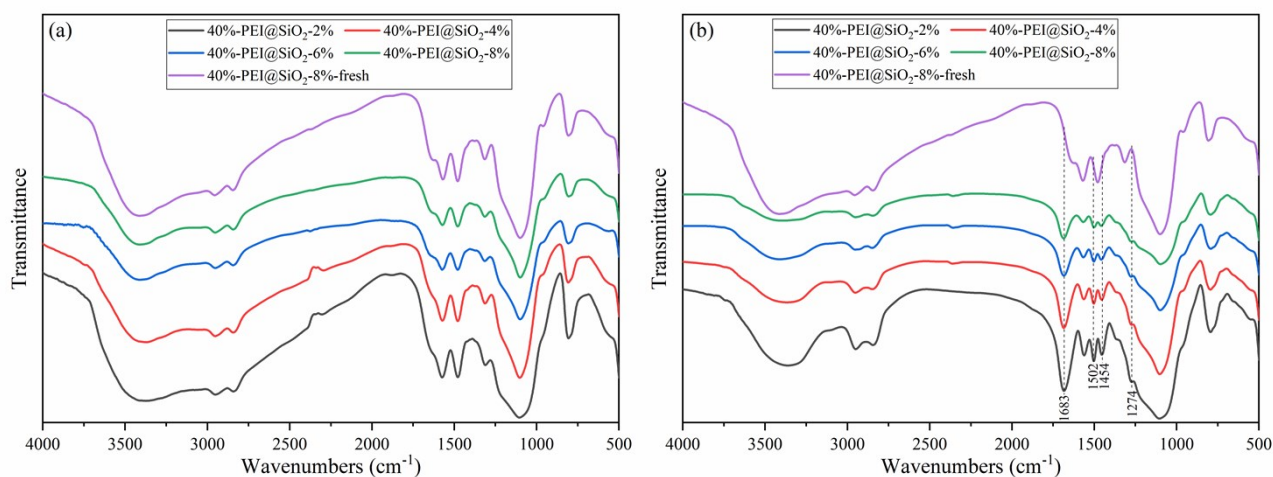 (a)
40%-PEI@SiO₂-2% 40%-PEI@SiO₂-4%
40%-PEI@SiO₂-6% 40%-PEI@SiO₂-8%
40%-PEI@SiO₂-8%-fresh
Transmittance
4000 3500 3000 2500 2000 1500 1000 500
Wavenumbers (cm⁻¹)
(b)
40%-PEI@SiO₂-2% 40%-PEI@SiO₂-4%
40%-PEI@SiO₂-6% 40%-PEI@SiO₂-8%
40%-PEI@SiO₂-8%-fresh
Transmittance
1683
1502
1454
1274
4000 3500 3000 2500 2000 1500 1000 500
Wavenumbers (cm⁻¹)